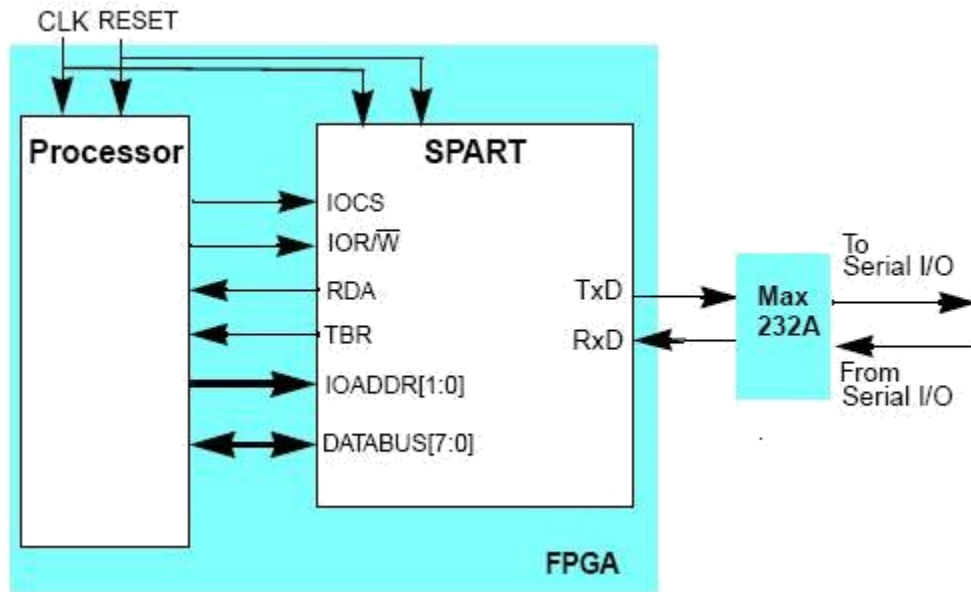 CLK RESET
Processor
SPART
IOCS
IOR/W̅
RDA
TBR
IOADDR[1:0]
DATABUS[7:0]
TxD
RxD
Max
232A
To
Serial I/O
From
Serial I/O
FPGA